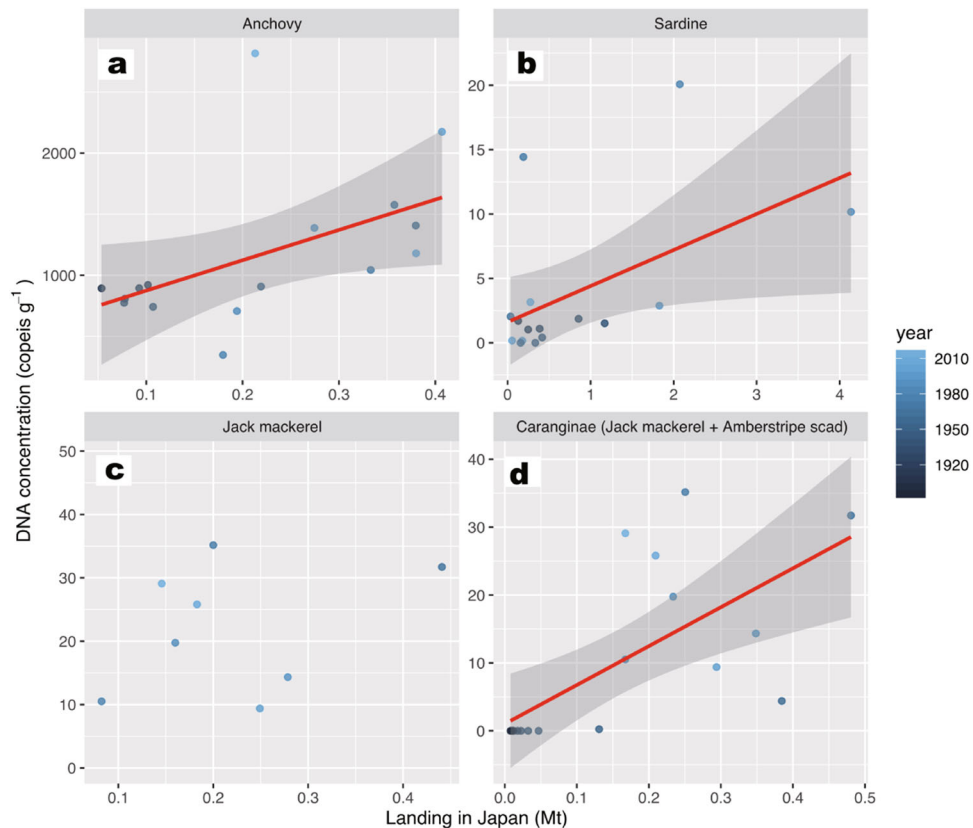 Anchovy
Sardine
a
b
2000
1000
20
15
10
5
0
0.1 0.2 0.3 0.4
0 1 2 3 4
DNA concentration (copeis g-1)
Jack mackerel
Caranginae (Jack mackerel + Amberstripe scad)
c
d
50
40
30
20
10
0
40
30
20
10
0
0.1 0.2 0.3 0.4
0.0 0.1 0.2 0.3 0.4 0.5
Landing in Japan (Mt)
year
2010
1980
1950
1920